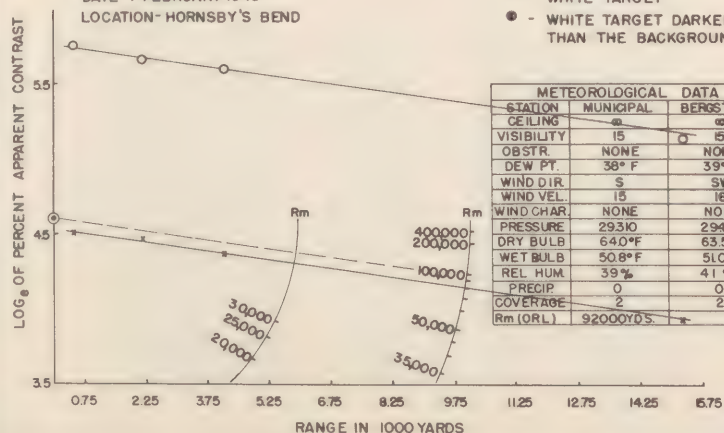 LOCATION-HORNSBY'S BEND
WHITE TARGET
- WHITE TARGET DARKE
THAN THE BACKGROUN
LOGe OF PERCENT APPARENT CONTRAST
5.5
4.5
3.5
METEOROLOGICAL DATA
STATION MUNICIPAL BERGS
CEILING ∞ ∞
VISIBILITY 15 15
OBSTR. NONE NO
DEW PT. 38° F 39°
WIND DIR. S S
WIND VEL. 15 16
WIND CHAR. NONE NO
PRESSURE 29.310 29.4
DRY BULB 64.0°F 63.5
WET BULB 50.8°F 51.0
REL HUM. 39% 41
PRECIP. 0 0
COVERAGE 2 2
Rm (ORL) 92000YDS.
Rm
30,000
25,000
20,000
Rm
400,000
200,000
100,000
50,000
35,000
0.75 2.25 3.75 5.25 6.75 8.25 9.75 11.25 12.75 14.25 15.75
RANGE IN 1000 YARDS